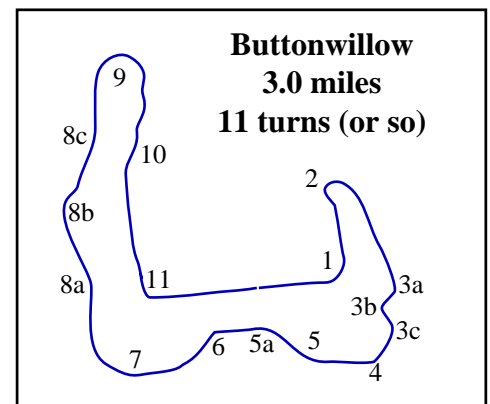 Buttonwillow
3.0 miles
11 turns (or so)
9
8c
10
2
8b
1
11
8a
3a
3b
3c
6
5a
5
7
4